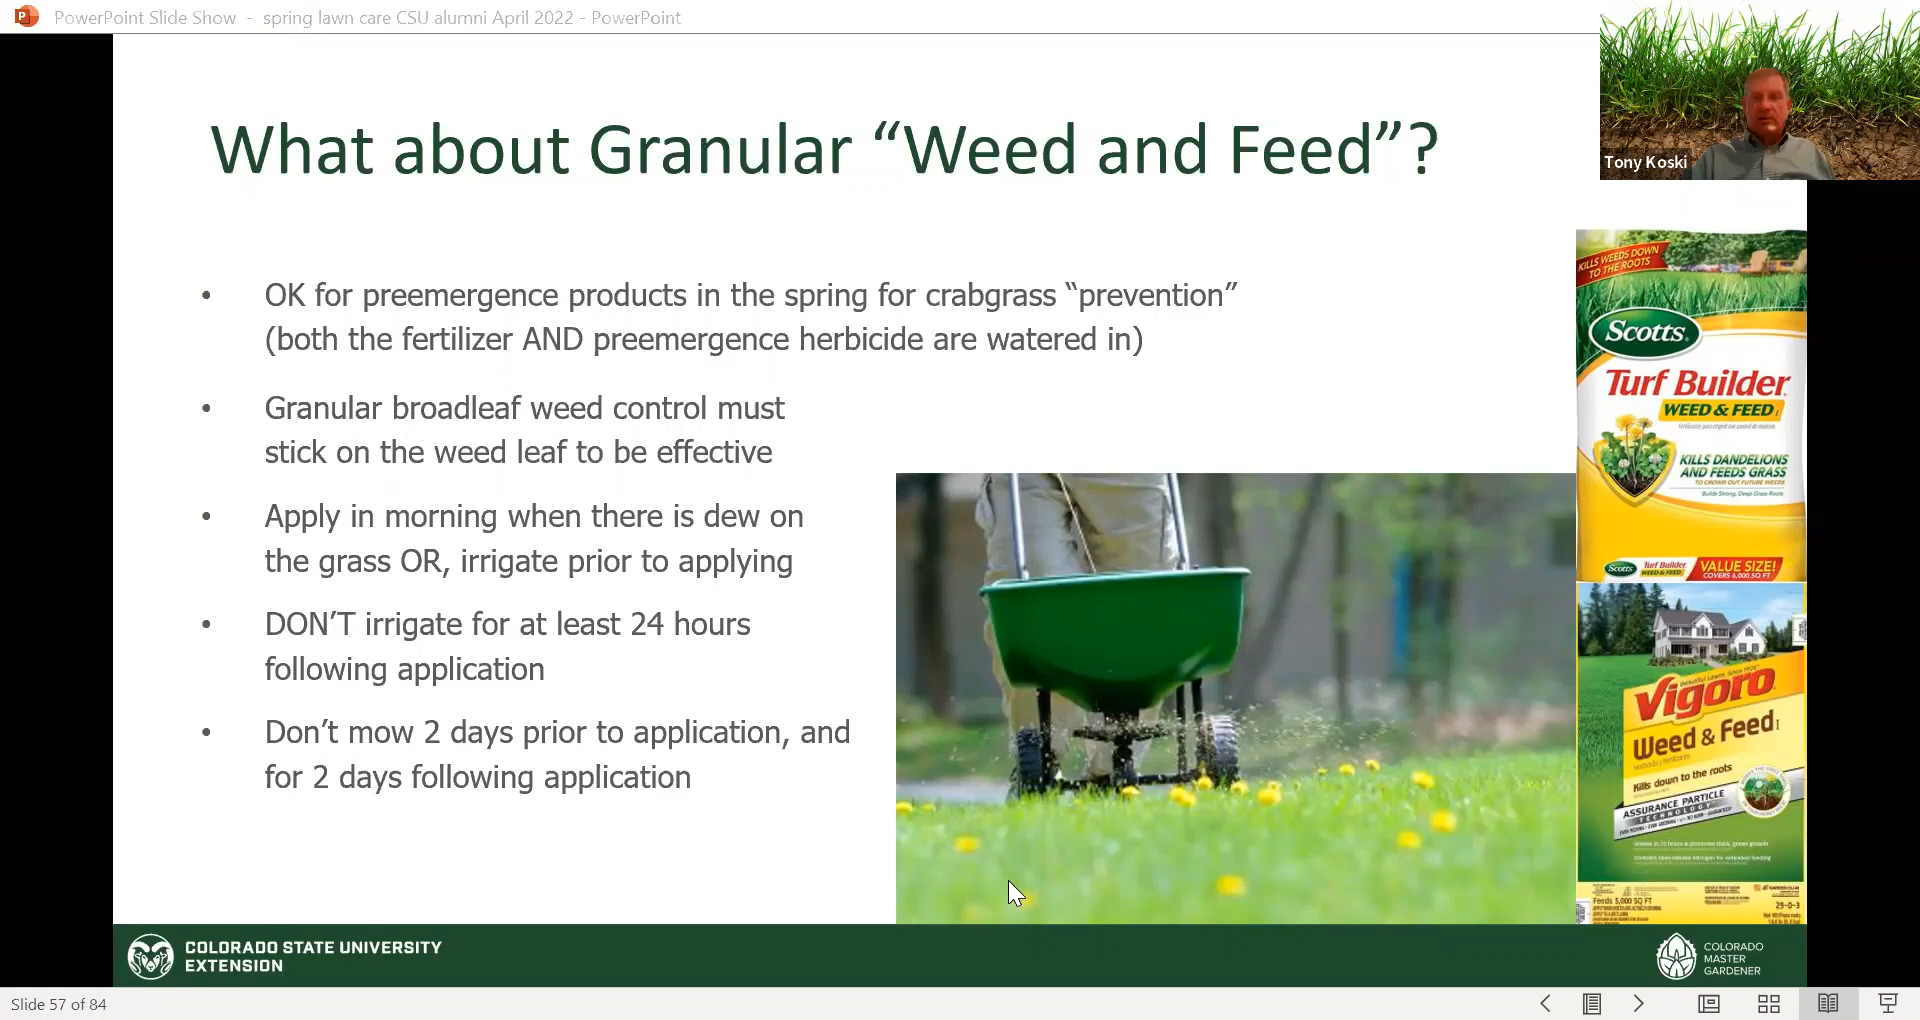 PowerPoint Slide Show - spring lawn care CSU alumni April 2022 - PowerPoint
Tony Koski
What about Granular “Weed and Feed”?
• OK for preemergence products in the spring for crabgrass “prevention”
(both the fertilizer AND preemergence herbicide are watered in)
• Granular broadleaf weed control must
stick on the weed leaf to be effective
• Apply in morning when there is dew on
the grass OR, irrigate prior to applying
• DON’T irrigate for at least 24 hours
following application
• Don’t mow 2 days prior to application, and
for 2 days following application
KILLS WEEDS DOWN
TO THE ROOTS
Scotts
Turf Builder
WEED & FEED
KILLS DANDELIONS
AND FEEDS GRASS
TO CROWD OUT FUTURE WEEDS
Builds Strong, Deep Grass Roots
Scotts Turf Builder
WEED & FEED
VALUE SIZE!
COVERS 6,000 SQ FT
Vigoro
Weed & Feed
Kills down to the roots
ASSURANCE PARTICLE
TECHNOLOGY
Feeds 5,000 SQ FT
29-0-3
COLORADO STATE UNIVERSITY
EXTENSION
COLORADO
MASTER
GARDENER
Slide 57 of 84